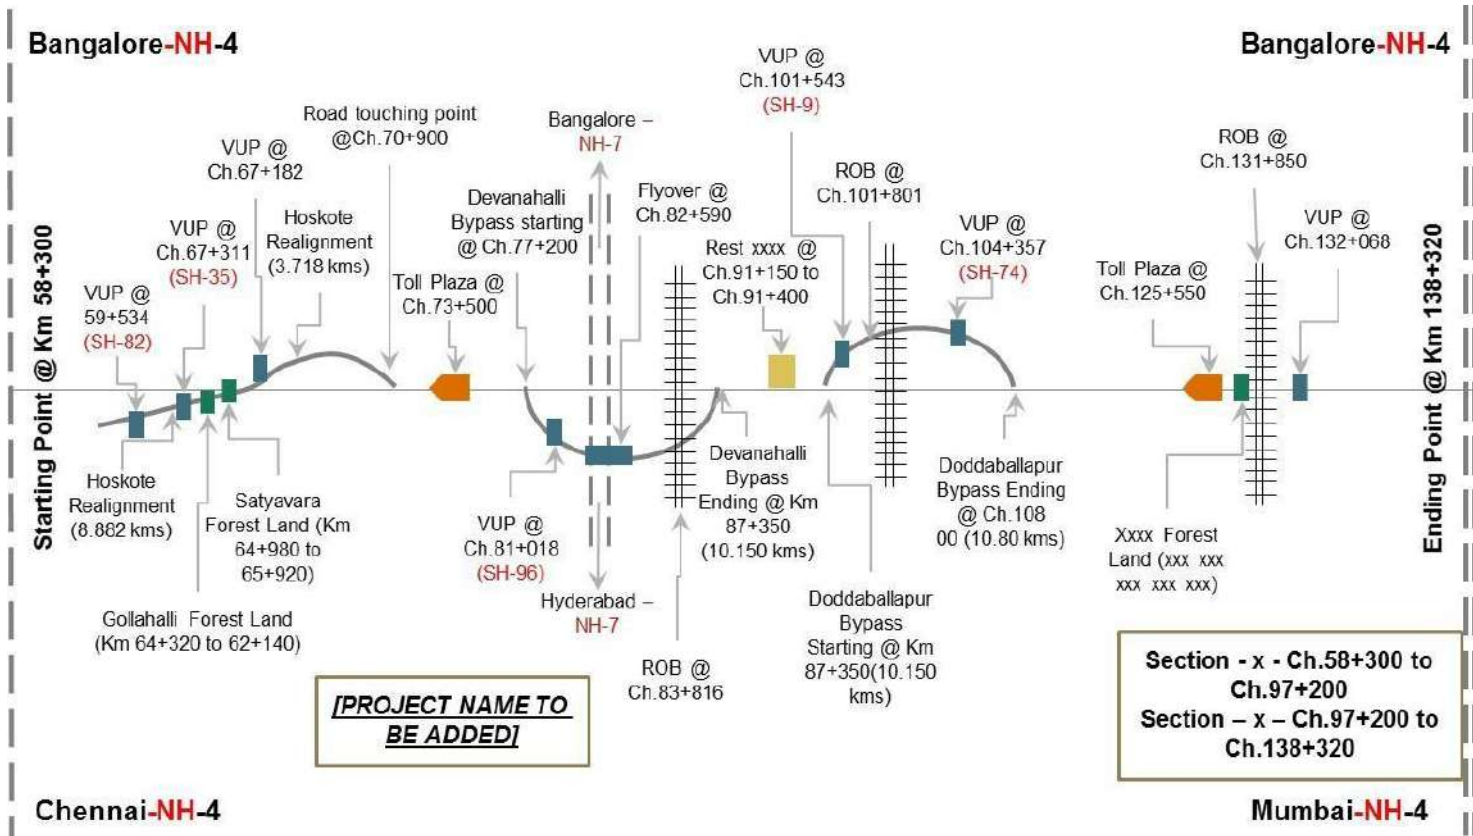 Bangalore-NH-4
Bangalore-NH-4
VUP @
Ch.101+543
(SH-9)
Road touching point
@Ch.70+900
Bangalore –
NH-7
VUP @
Ch.67+182
ROB @
Ch.131+850
ROB @
Ch.101+801
Devanahalli
Bypass starting
@ Ch.77+200
Flyover @
Ch.82+590
Hoskote
Realignment
(3.718 kms)
VUP @
Ch.67+311
(SH-35)
VUP @
Ch.104+357
(SH-74)
VUP @
Ch.132+068
Rest xxxx @
Ch.91+150 to
Ch.91+400
Toll Plaza @
Ch.73+500
Toll Plaza @
Ch.125+550
VUP @
59+534
(SH-82)
Starting Point @ Km 58+300
Ending Point @ Km 138+320
Hoskote
Realignment
(8.882 kms)
Satyavara
Forest Land (Km
64+980 to
65+920)
Gollahalli Forest Land
(Km 64+320 to 62+140)
VUP @
Ch.81+018
(SH-96)
Hyderabad –
NH-7
ROB @
Ch.83+816
Devanahalli
Bypass
Ending @ Km
87+350
(10.150 kms)
Doddaballapur
Bypass
Starting @ Km
87+350(10.150
kms)
Doddaballapur
Bypass Ending
@ Ch.108
00 (10.80 kms)
Xxxx Forest
Land (xxx xxx
xxx xxx xxx)
[PROJECT NAME TO
BE ADDED]
Section - x - Ch.58+300 to
Ch.97+200
Section – x – Ch.97+200 to
Ch.138+320
Chennai-NH-4
Mumbai-NH-4